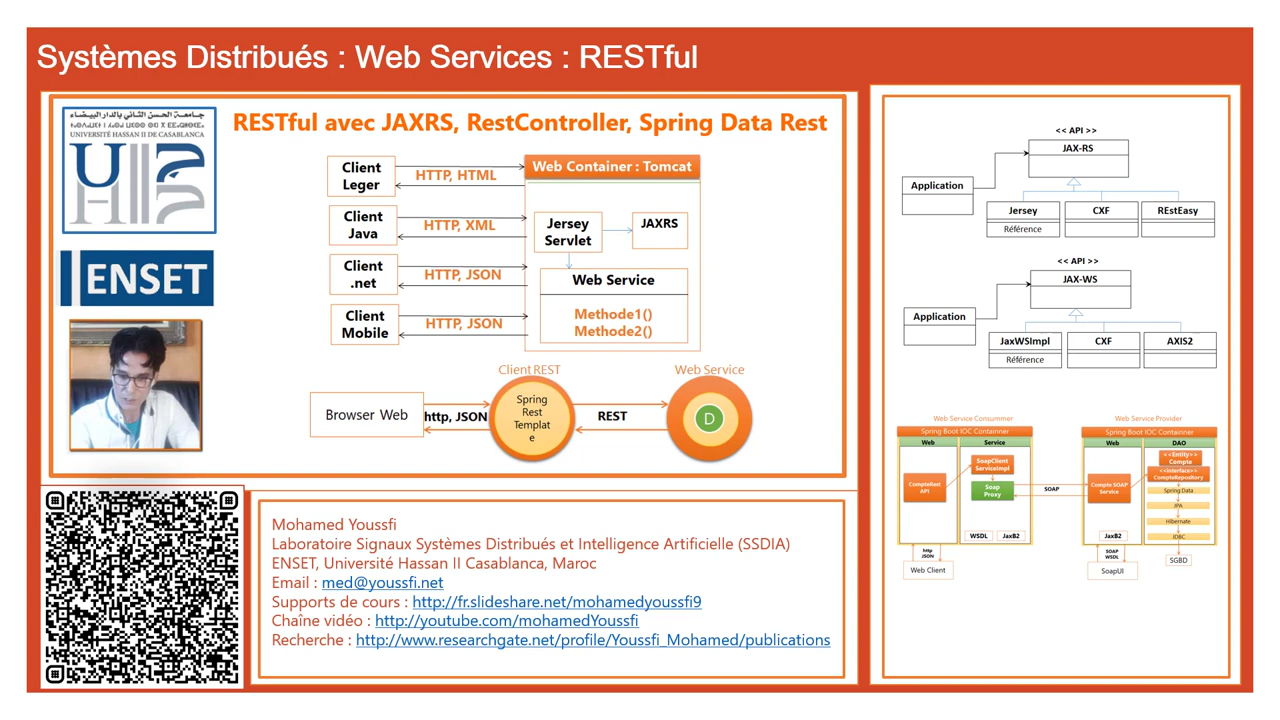 Systèmes Distribués : Web Services : RESTful
جامعة الحسن الثاني بالدار البيضاء
UNIVERSITÉ HASSAN II DE CASABLANCA
ENSET
RESTful avec JAXRS, RestController, Spring Data Rest
Client
Leger
HTTP, HTML
Client
Java
HTTP, XML
Client
.net
HTTP, JSON
Client
Mobile
HTTP, JSON
Web Container : Tomcat
Jersey
Servlet
JAXRS
Web Service
Methode1()
Methode2()
Browser Web
http, JSON
Client REST
Spring
Rest
Templat
e
REST
Web Service
D
Mohamed Youssfi
Laboratoire Signaux Systèmes Distribués et Intelligence Artificielle (SSDIA)
ENSET, Université Hassan II Casablanca, Maroc
Email : med@youssfi.net
Supports de cours : http://fr.slideshare.net/mohamedyoussfi9
Chaîne vidéo : http://youtube.com/mohamedYoussfi
Recherche : http://www.researchgate.net/profile/Youssfi_Mohamed/publications
<< API >>
JAX-RS
Application
Jersey
Référence
CXF
REstEasy
<< API >>
JAX-WS
Application
JaxWSImpl
Référence
CXF
AXIS2
Web Service Consummer
Spring Boot IOC Containner
Web
Service
CompteRest
API
SoapClient
ServiceImpl
Soap
Proxy
WSDL
JaxB2
http
JSON
Web Client
SOAP
Web Service Provider
Spring Boot IOC Containner
Web
DAO
Compte SOAP
Service
<<Entity>>
Compte
<<Interface>>
CompteRepository
Spring Data
JPA
Hibernate
JDBC
JaxB2
SOAP
WSDL
SoapUI
SGBD